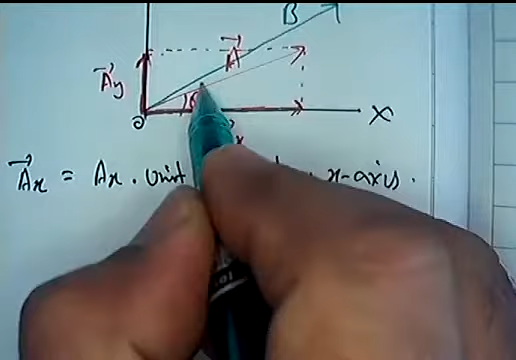 B
A⃗
A⃗y
θ
O
X
x
A⃗x = Ax . Unit x-axis.